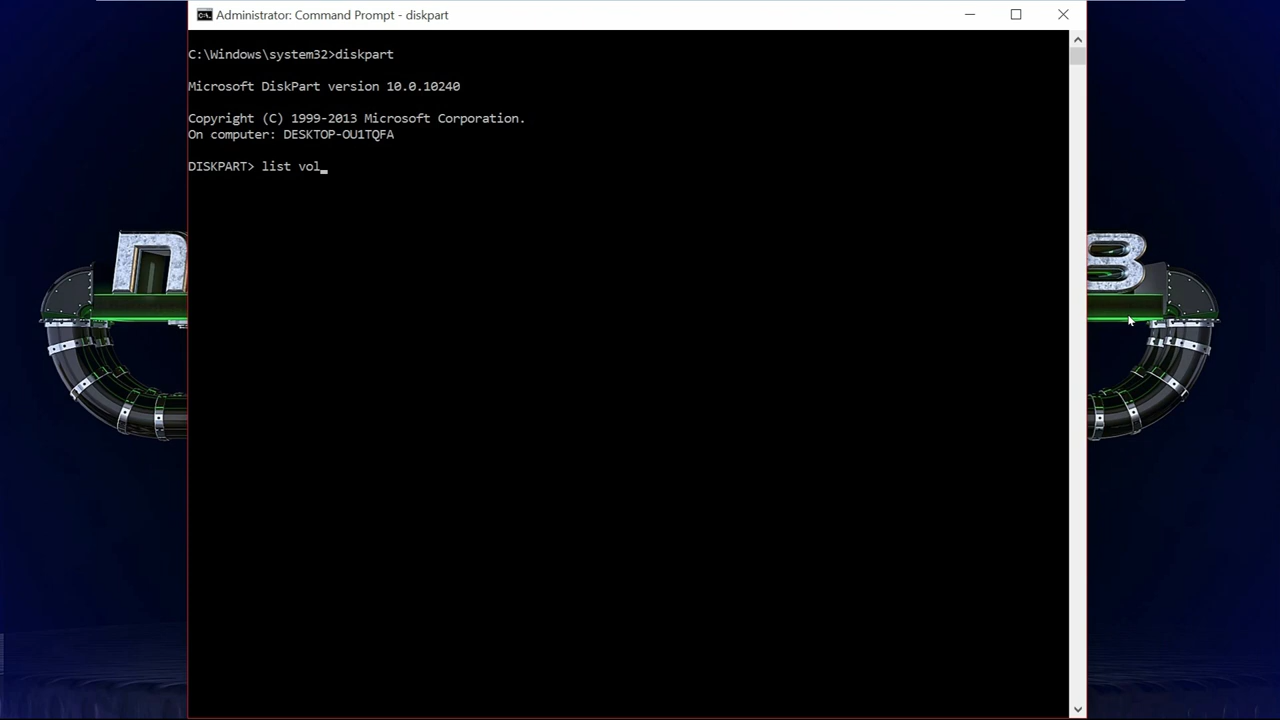 Administrator: Command Prompt - diskpart
C:\Windows\system32>diskpart
Microsoft DiskPart version 10.0.10240
Copyright (C) 1999-2013 Microsoft Corporation.
On computer: DESKTOP-OU1TQFA
DISKPART> list vol_
B